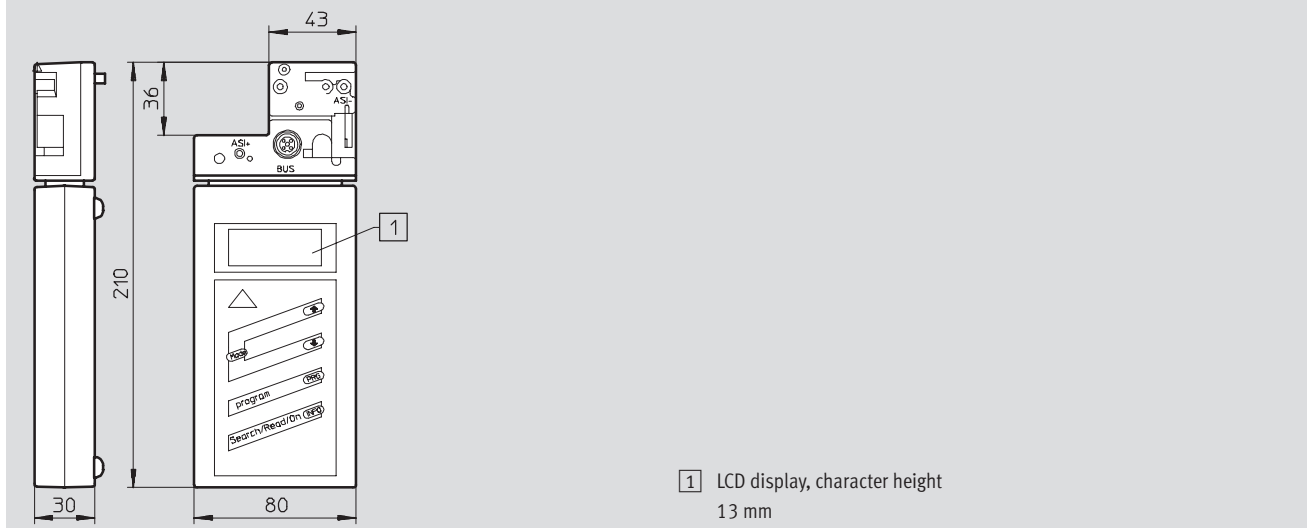 43
36
ASI-
ASI+
BUS
1
210
Mode
PRG
program
Search/Read/On INFO
30
80
1 LCD display, character height
13 mm